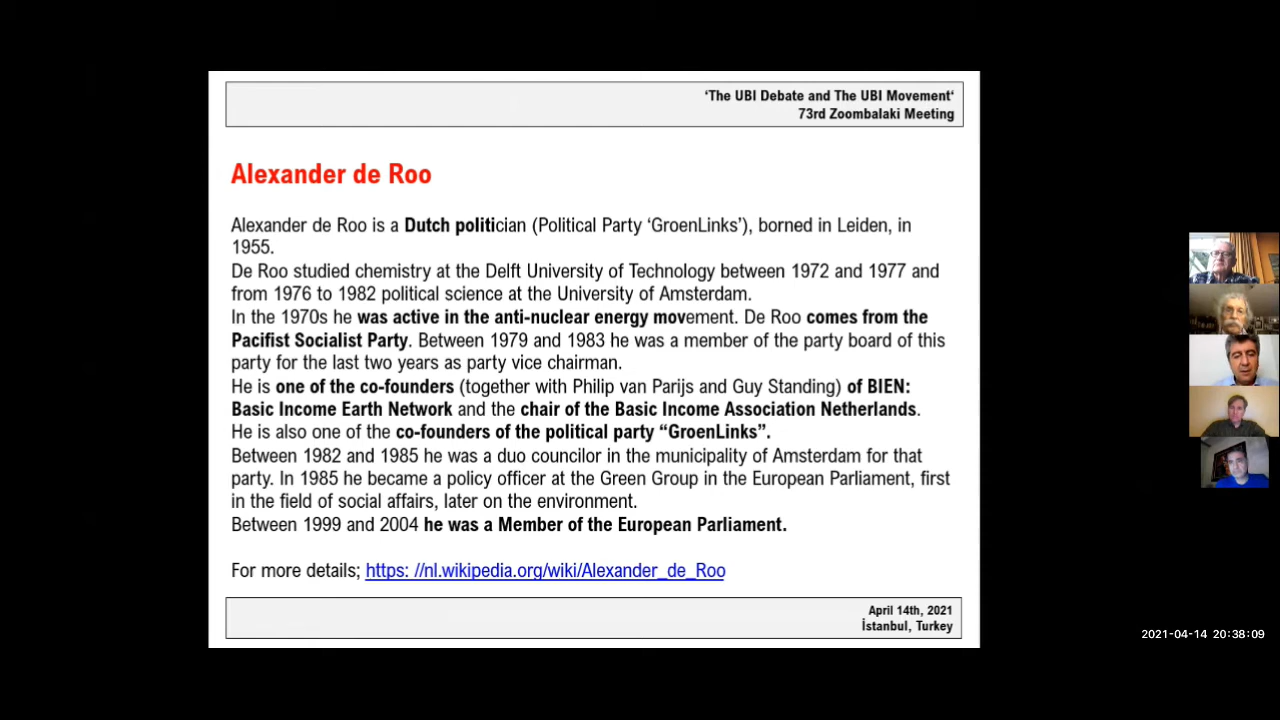 ‘The UBI Debate and The UBI Movement‘
73rd Zoombalaki Meeting
Alexander de Roo
Alexander de Roo is a Dutch politician (Political Party ‘GroenLinks’), borned in Leiden, in
1955.
De Roo studied chemistry at the Delft University of Technology between 1972 and 1977 and
from 1976 to 1982 political science at the University of Amsterdam.
In the 1970s he was active in the anti-nuclear energy movement. De Roo comes from the
Pacifist Socialist Party. Between 1979 and 1983 he was a member of the party board of this
party for the last two years as party vice chairman.
He is one of the co-founders (together with Philip van Parijs and Guy Standing) of BIEN:
Basic Income Earth Network and the chair of the Basic Income Association Netherlands.
He is also one of the co-founders of the political party “GroenLinks”.
Between 1982 and 1985 he was a duo councilor in the municipality of Amsterdam for that
party. In 1985 he became a policy officer at the Green Group in the European Parliament, first
in the field of social affairs, later on the environment.
Between 1999 and 2004 he was a Member of the European Parliament.
For more details; https: //nl.wikipedia.org/wiki/Alexander_de_Roo
April 14th, 2021
İstanbul, Turkey
2021-04-14 20:38:09